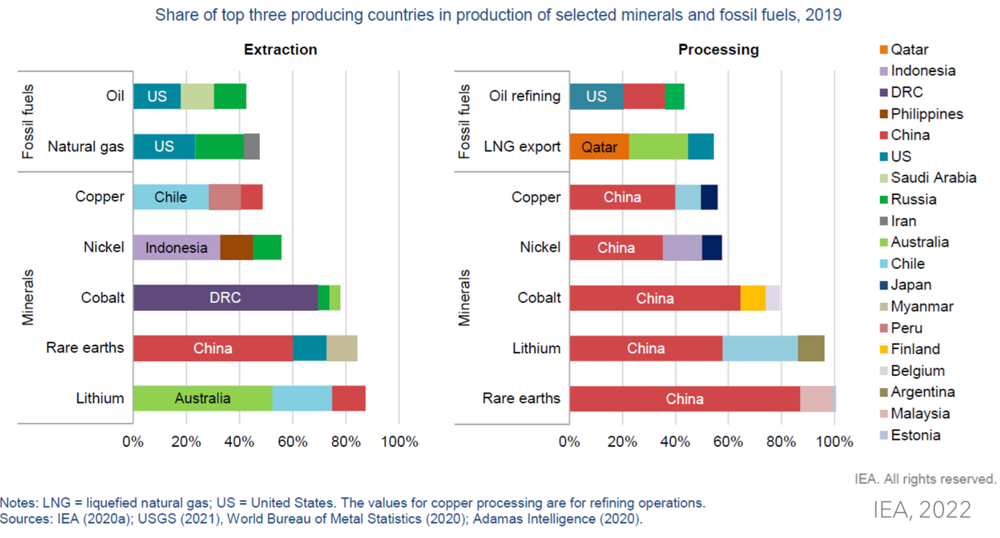 Share of top three producing countries in production of selected minerals and fossil fuels, 2019
Extraction
Fossil fuels
Oil
US
Natural gas
US
Minerals
Copper
Chile
Nickel
Indonesia
Cobalt
DRC
Rare earths
China
Lithium
Australia
0% 20% 40% 60% 80% 100%
Processing
Fossil fuels
Oil refining
US
LNG export
Qatar
Minerals
Copper
China
Nickel
China
Cobalt
China
Lithium
China
Rare earths
China
0% 20% 40% 60% 80% 100%
Qatar
Indonesia
DRC
Philippines
China
US
Saudi Arabia
Russia
Iran
Australia
Chile
Japan
Myanmar
Peru
Finland
Belgium
Argentina
Malaysia
Estonia
IEA. All rights reserved.
Notes: LNG = liquefied natural gas; US = United States. The values for copper processing are for refining operations.
Sources: IEA (2020a); USGS (2021), World Bureau of Metal Statistics (2020); Adamas Intelligence (2020).
IEA, 2022